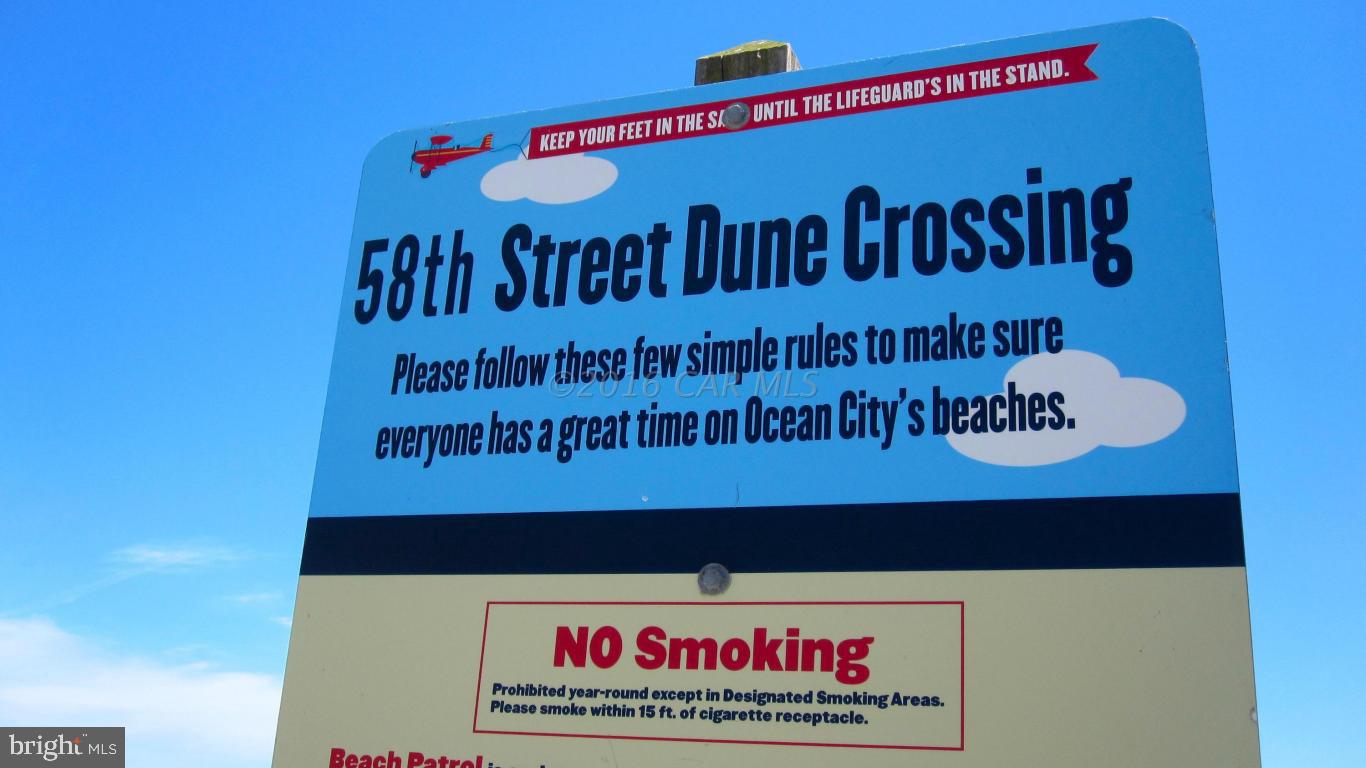 KEEP YOUR FEET IN THE UNTIL THE LIFEGUARD'S IN THE STAND.
58th Street Dune Crossing
Please follow these few simple rules to make sure
©2016 CAR MLS
everyone has a great time on Ocean City's beaches.
NO Smoking
Prohibited year-round except in Designated Smoking Areas.
Please smoke within 15 ft. of cigarette receptacle.
Beach Patrol
bright MLS